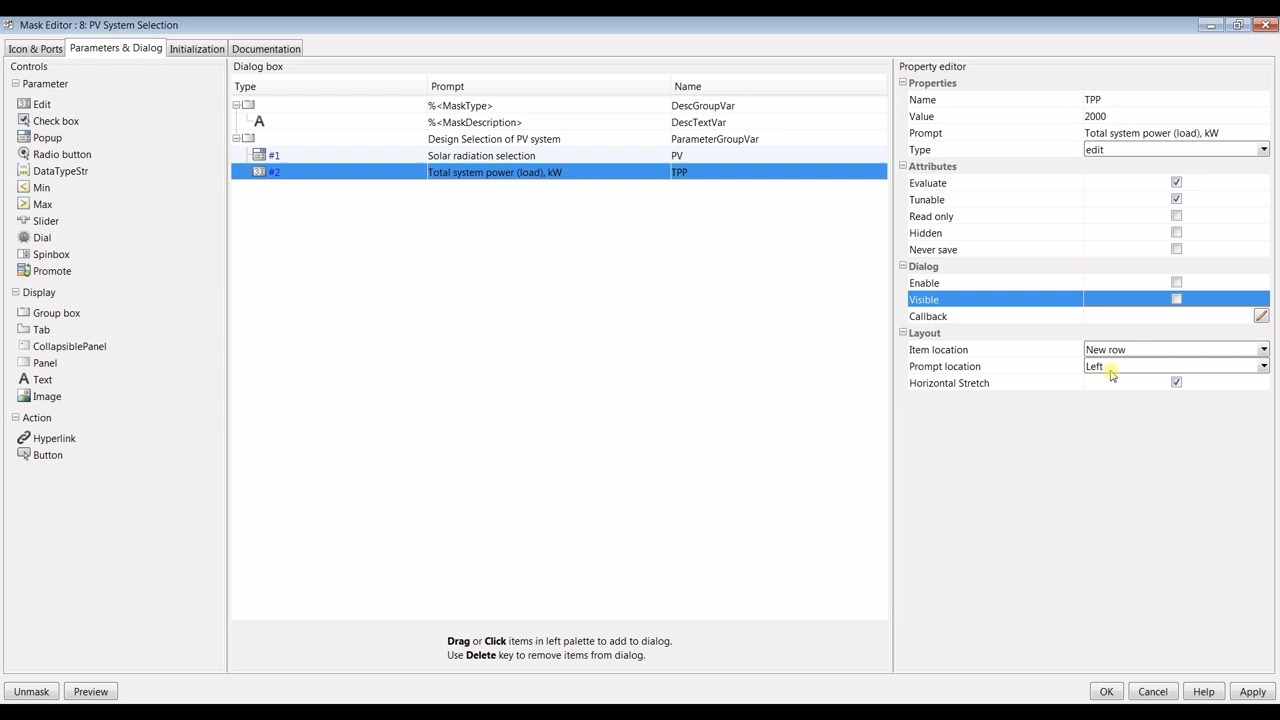 Mask Editor : 8: PV System Selection
Icon & Ports
Parameters & Dialog
Initialization
Documentation
Controls
Parameter
Edit
Check box
Popup
Radio button
DataTypeStr
Min
Max
Slider
Dial
Spinbox
Promote
Display
Group box
Tab
CollapsiblePanel
Panel
A Text
Image
Action
Hyperlink
Button
Dialog box
Type Prompt Name
%<MaskType> DescGroupVar
A %<MaskDescription> DescTextVar
Design Selection of PV system ParameterGroupVar
#1 Solar radiation selection PV
#2 Total system power (load), kW TPP
Drag or Click items in left palette to add to dialog.
Use Delete key to remove items from dialog.
Property editor
Properties
Name TPP
Value 2000
Prompt Total system power (load), kW
Type edit
Attributes
Evaluate
Tunable
Read only
Hidden
Never save
Dialog
Enable
Visible
Callback
Layout
Item location New row
Prompt location Left
Horizontal Stretch
Unmask Preview OK Cancel Help Apply